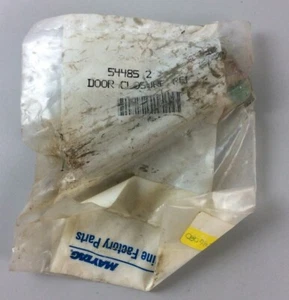 54485 2
DOOR CLOSURE
MAYTAG
ine Factory Parts